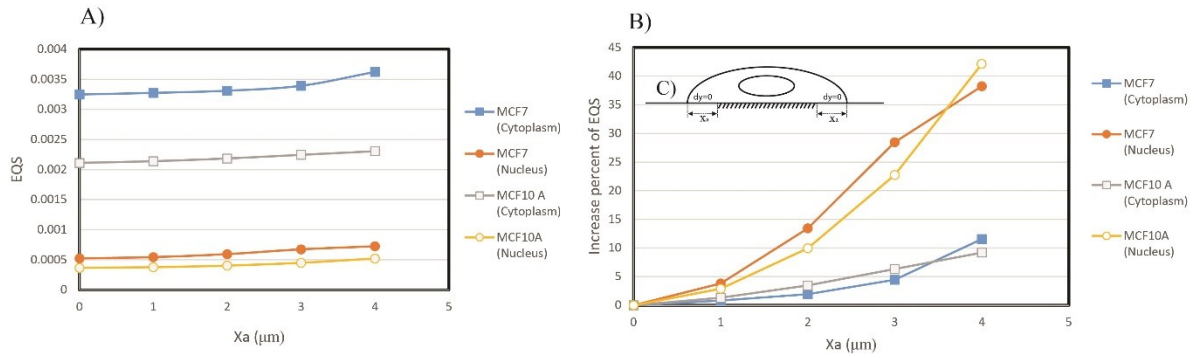 A)
0.004
0.0035
0.003
0.0025
0.002
0.0015
0.001
0.0005
0
EQS
0 1 2 3 4 5
Xa (μm)
MCF7
(Cytoplasm)
MCF7
(Nucleus)
MCF10 A
(Cytoplasm)
MCF10A
(Nucleus)
B)
45
40
35
30
25
20
15
10
5
0
Increase percent of EQS
C)
dy=0 dy=0
0 1 2 3 4 5
Xa (μm)
MCF7
(Cytoplasm)
MCF7
(Nucleus)
MCF10 A
(Cytoplasm)
MCF10A
(Nucleus)